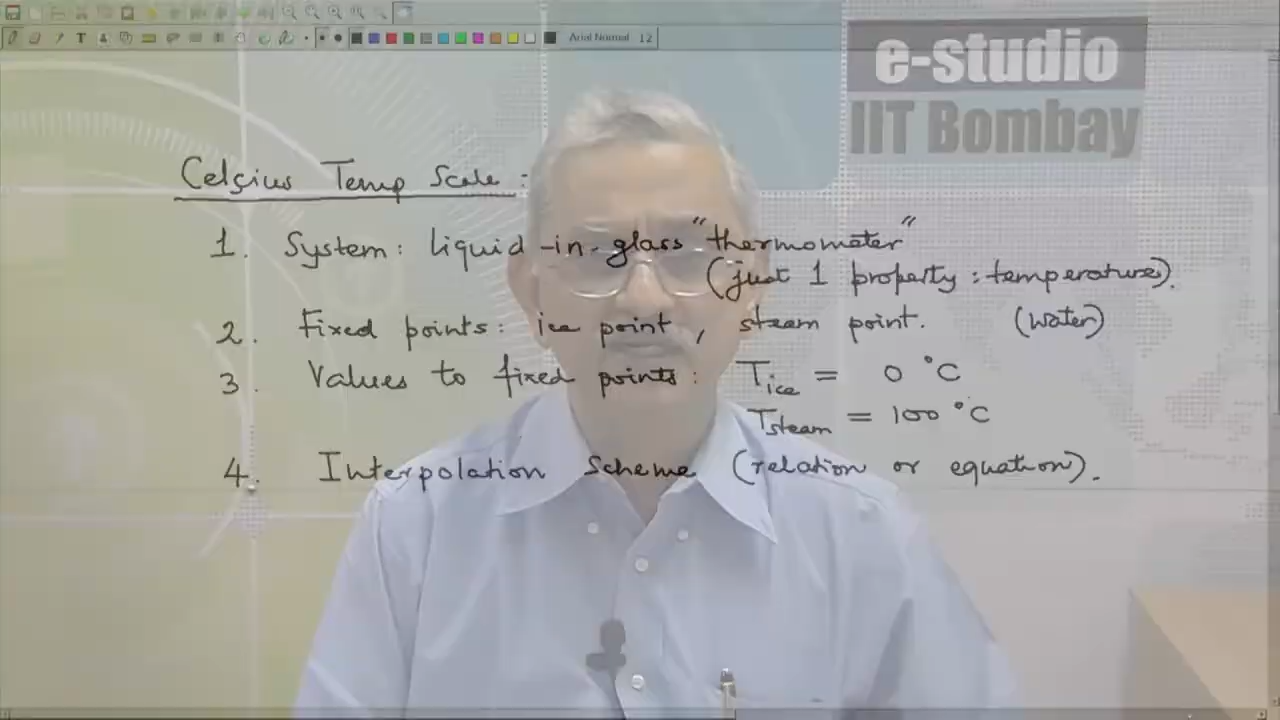 Arial Normal 12
e-studio
IIT Bombay
Celsius Temp Scale :
1. System: liquid-in-glass "thermometer"
(just 1 property : temperature).
2. Fixed points: ice point, steam point. (water)
3. Values to fixed points: Tice = 0 °C
Tsteam = 100 °C
4. Interpolation Scheme (relation or equation).